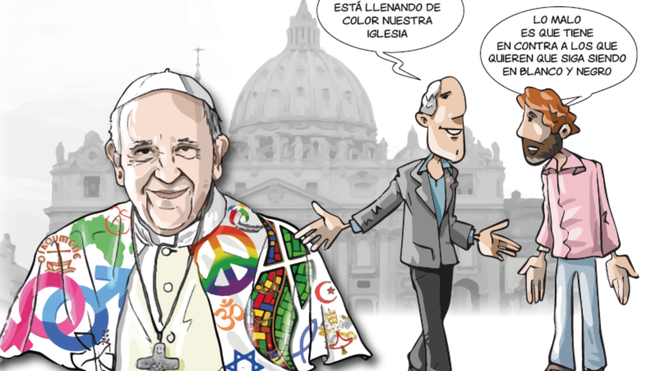 ESTÁ LLENANDO DE
COLOR NUESTRA
IGLESIA
LO MALO
ES QUE TIENE
EN CONTRA A LOS QUE
QUIEREN QUE SIGA SIENDO
EN BLANCO Y NEGRO
OIKOUMENE